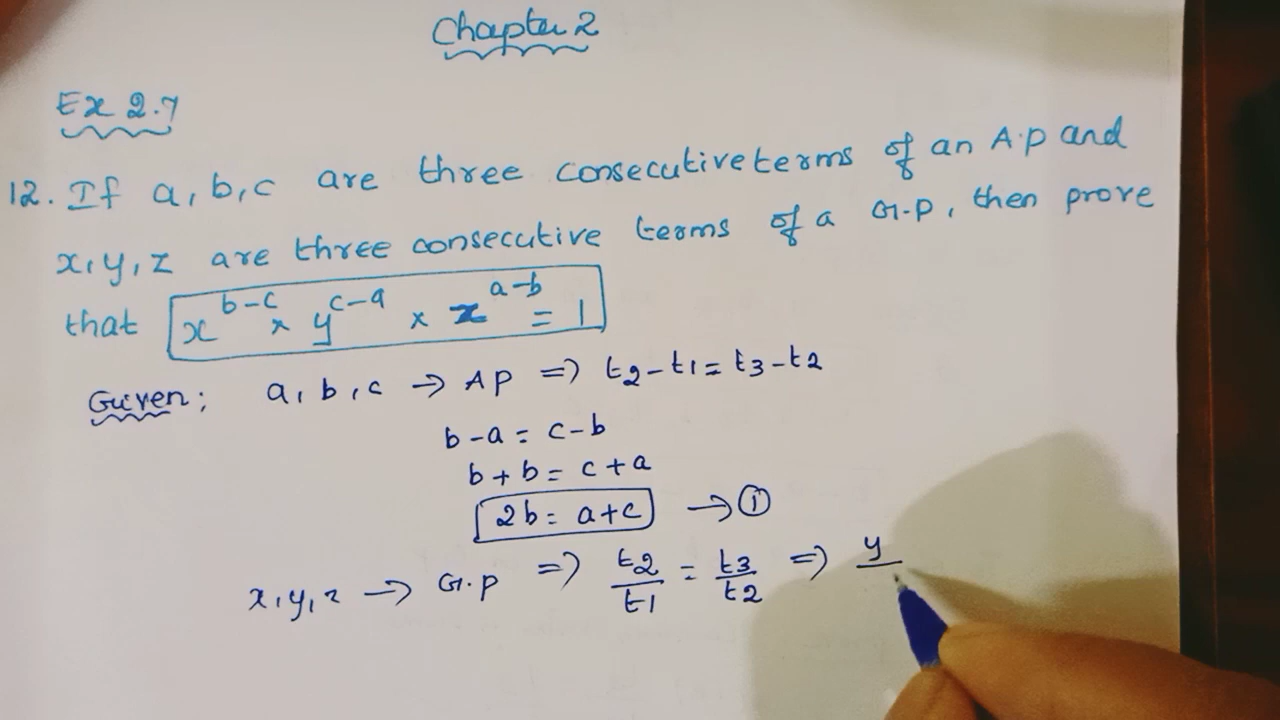 Chapter 2
Ex 2.7
12. If a, b, c are three consecutive terms of an A.P and
x, y, z are three consecutive terms of a G.P, then prove
that x^{b-c} × y^{c-a} × z^{a-b} = 1
Given: a, b, c → AP ⇒ t2 - t1 = t3 - t2
b - a = c - b
b + b = c + a
2b = a + c → ①
x, y, z → G.P ⇒ t2/t1 = t3/t2 ⇒ y